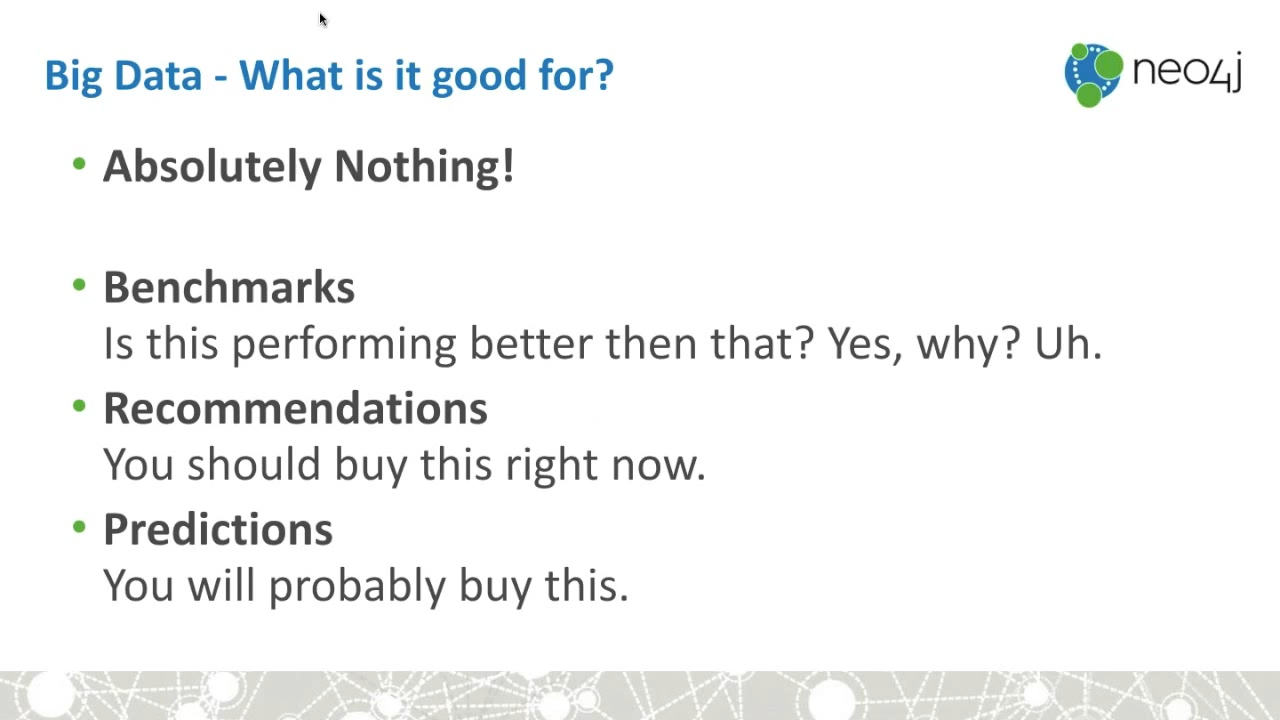 Big Data - What is it good for?
neo4j
• Absolutely Nothing!
• Benchmarks
Is this performing better then that? Yes, why? Uh.
• Recommendations
You should buy this right now.
• Predictions
You will probably buy this.